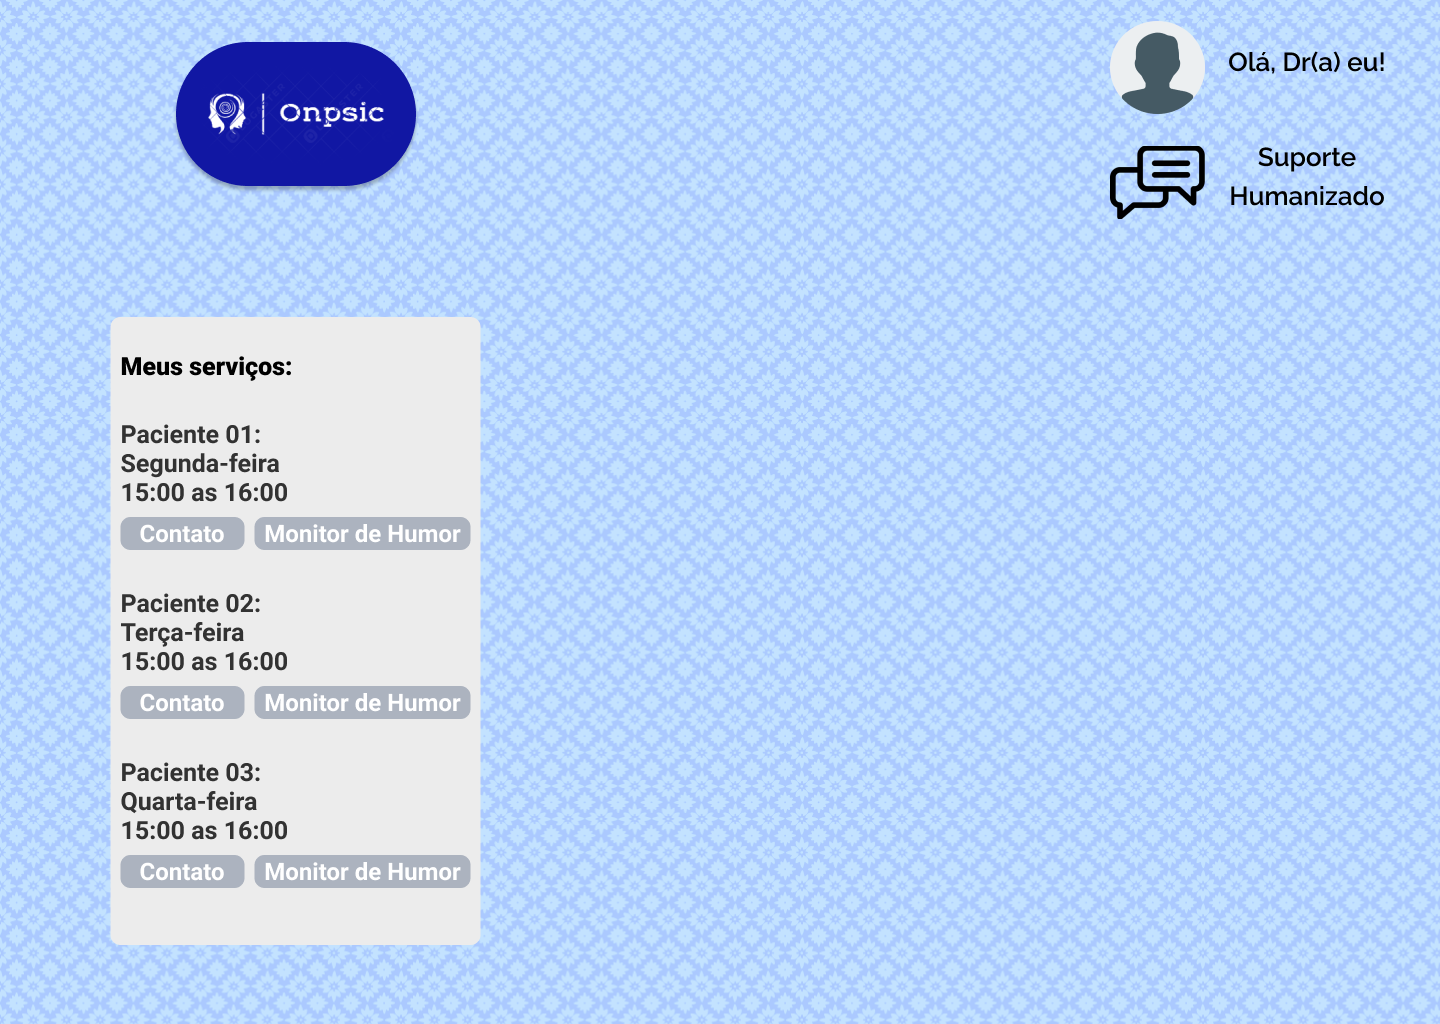 Onpsic
Olá, Dr(a) eu!
Suporte
Humanizado
Meus serviços:
Paciente 01:
Segunda-feira
15:00 as 16:00
Contato
Monitor de Humor
Paciente 02:
Terça-feira
15:00 as 16:00
Contato
Monitor de Humor
Paciente 03:
Quarta-feira
15:00 as 16:00
Contato
Monitor de Humor